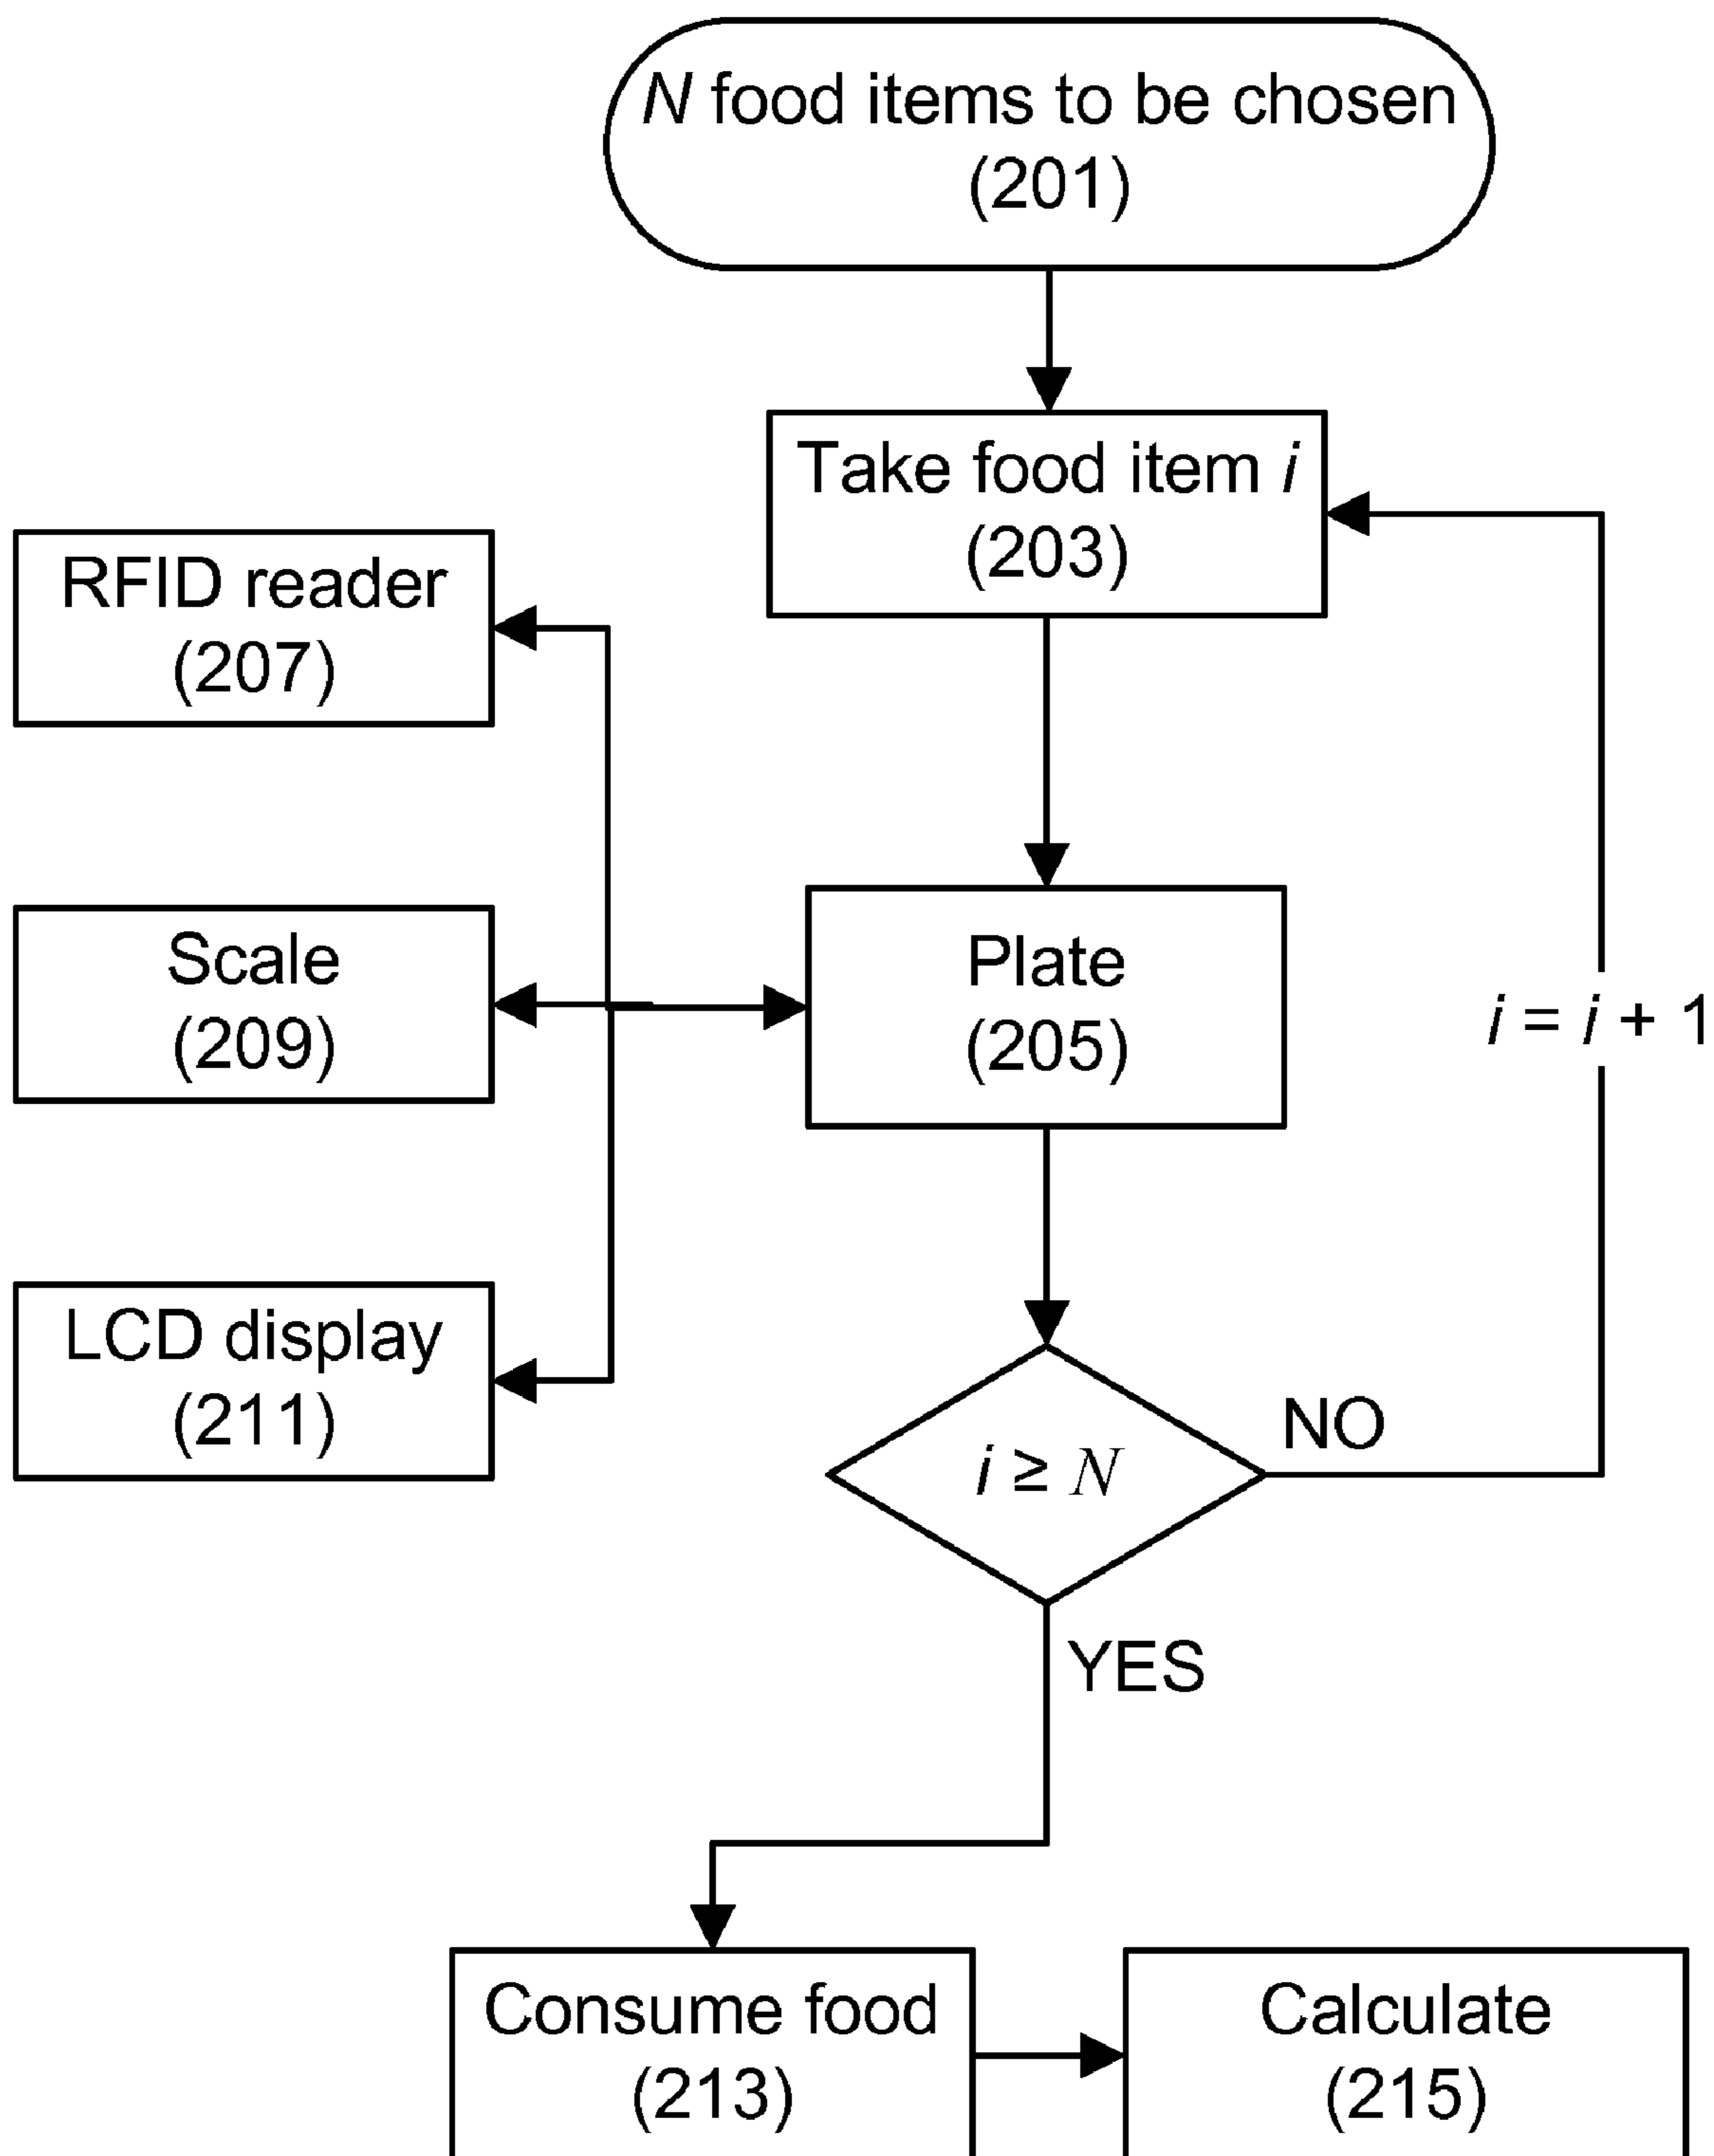 N food items to be chosen
(201)
Take food item i
(203)
RFID reader
(207)
Scale
(209)
Plate
(205)
i = i + 1
LCD display
(211)
NO
i ≥ N
YES
Consume food
(213)
Calculate
(215)